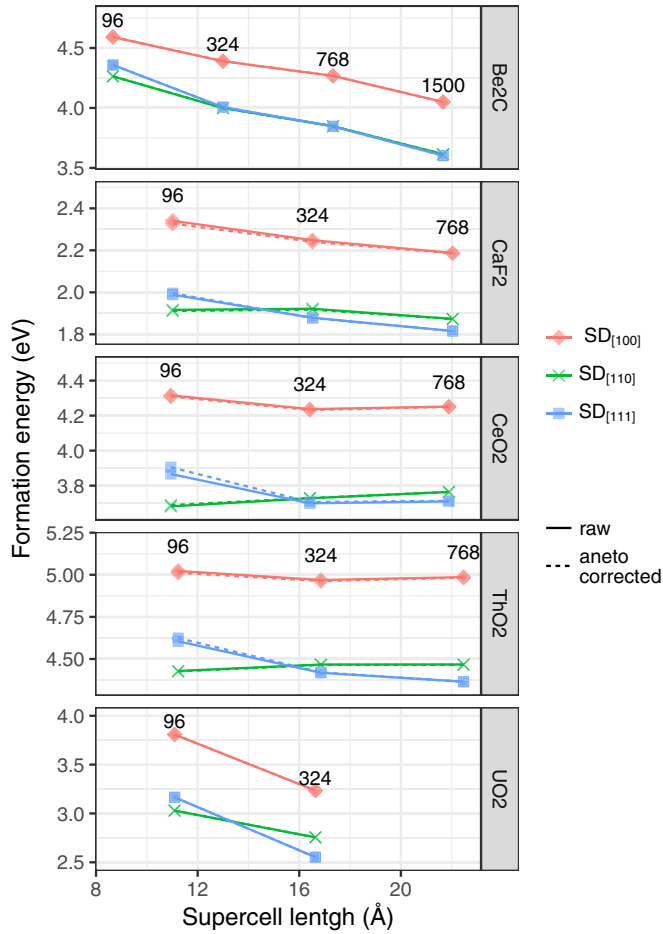 96
324
768
1500
4.5
4.0
3.5
Be2C
96
324
768
2.4
2.2
2.0
1.8
CaF2
96
324
768
4.4
4.2
4.0
3.8
CeO2
96
324
768
5.25
5.00
4.75
4.50
ThO2
96
324
4.0
3.5
3.0
2.5
UO2
8
12
16
20
Supercell lentgh (Å)
Formation energy (eV)
SD[100]
SD[110]
SD[111]
raw
aneto
corrected